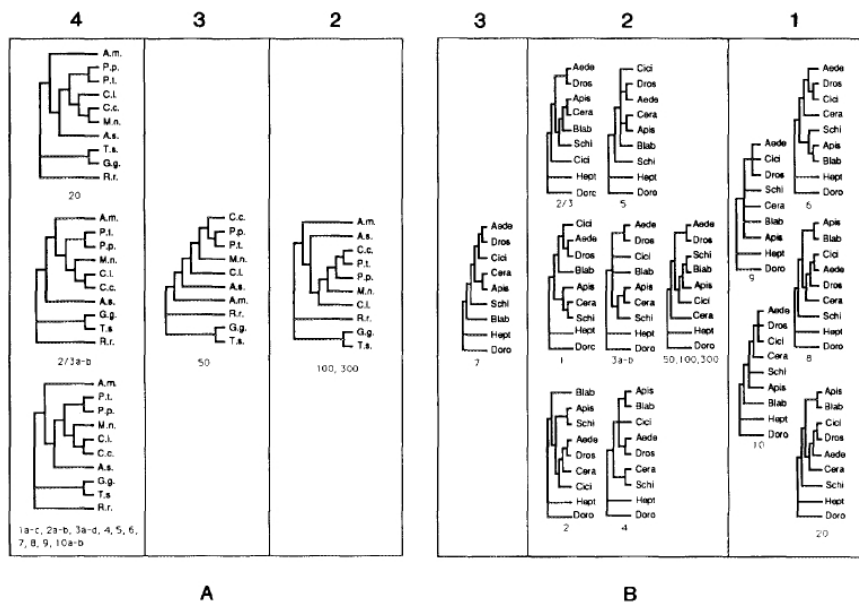 4
3
2
A.m.
P.p.
P.t.
C.i.
C.c.
M.n.
A.s.
T.s.
G.g.
R.r.
20
A.m.
P.t.
P.p.
M.n.
C.i.
C.c.
A.s.
G.g.
T.s
R.r.
2/3a-b
A.m.
P.t.
P.p.
M.n.
C.i.
C.c.
A.s.
G.g.
T.s
R.r.
1a-c, 2a-b, 3a-d, 4, 5, 6,
7, 8, 9, 10a-b
C.c.
P.p.
P.t.
M.n.
C.i.
A.s.
A.m.
R.r.
G.g.
T.s.
50
A.m.
A.s.
C.c.
P.t.
P.p.
M.n.
C.i.
R.r.
G.g.
T.s.
100, 300
A
3
2
1
Aede
Dros
Cici
Cera
Apis
Schi
Blab
Hept
Doro
7
Aede
Dros
Apis
Cera
Blab
Schi
Cici
Hept
Dorc
2/3
Cici
Dros
Aede
Cera
Apis
Blab
Schi
Hept
Doro
5
Cici
Aede
Dros
Blab
Apis
Cera
Schi
Hept
Dorc
1
Aede
Dros
Cici
Blab
Apis
Cera
Schi
Hept
Doro
3a-b
Aede
Dros
Schi
Blab
Apis
Cici
Cera
Hept
Doro
50,100,300
Blab
Apis
Schi
Aede
Dros
Cera
Cici
Hept
Doro
2
Apis
Blab
Cici
Aede
Dros
Cera
Schi
Hept
Doro
4
Aede
Cici
Dros
Schi
Cera
Blab
Apis
Hept
Doro
9
Aede
Dros
Cici
Cera
Schi
Apis
Blab
Hept
Doro
10
Aede
Dros
Cici
Cera
Schi
Apis
Blab
Hept
Doro
6
Apis
Blab
Cici
Aede
Dros
Cera
Schi
Hept
Doro
8
Apis
Blab
Cici
Dros
Aede
Cera
Schi
Hept
Doro
20
B